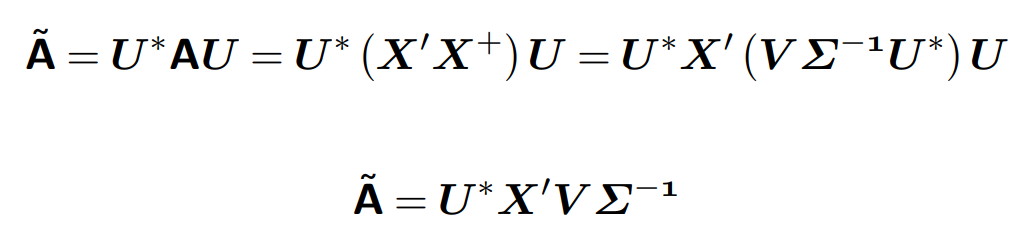 Ã = U*AU = U* (X′X⁺) U = U*X′ (VΣ⁻¹U*) U
Ã = U*X′VΣ⁻¹